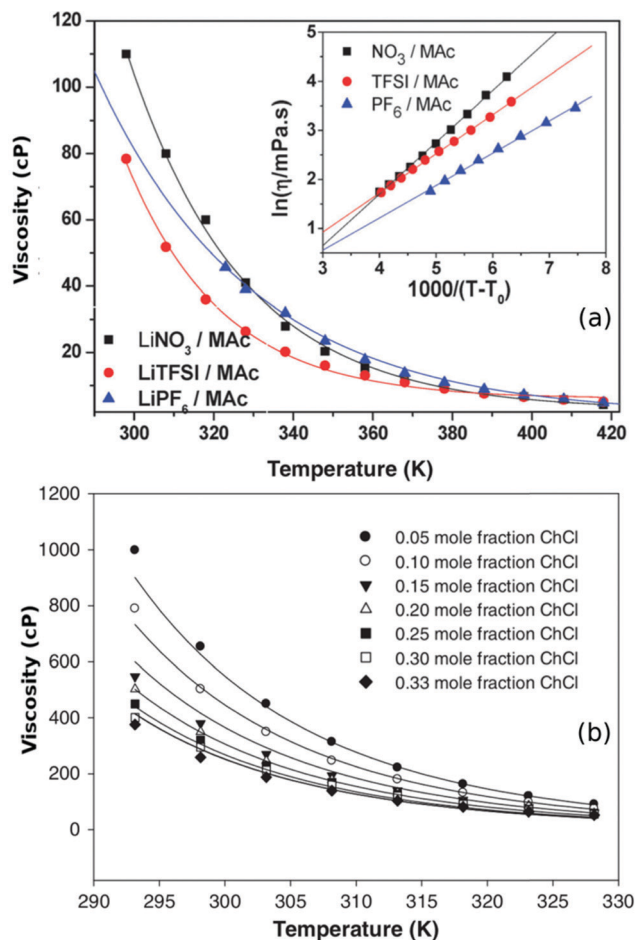 120
100
80
60
40
20
Viscosity (cP)
300
320
340
360
380
400
420
Temperature (K)
LiNO₃ / MAc
LiTFSI / MAc
LiPF₆ / MAc
5
4
3
2
1
ln(η/mPa.s)
3
4
5
6
7
8
1000/(T-T₀)
NO₃ / MAc
TFSI / MAc
PF₆ / MAc
(a)
1200
1000
800
600
400
200
0
Viscosity (cP)
290
295
300
305
310
315
320
325
330
Temperature (K)
0.05 mole fraction ChCl
0.10 mole fraction ChCl
0.15 mole fraction ChCl
0.20 mole fraction ChCl
0.25 mole fraction ChCl
0.30 mole fraction ChCl
0.33 mole fraction ChCl
(b)